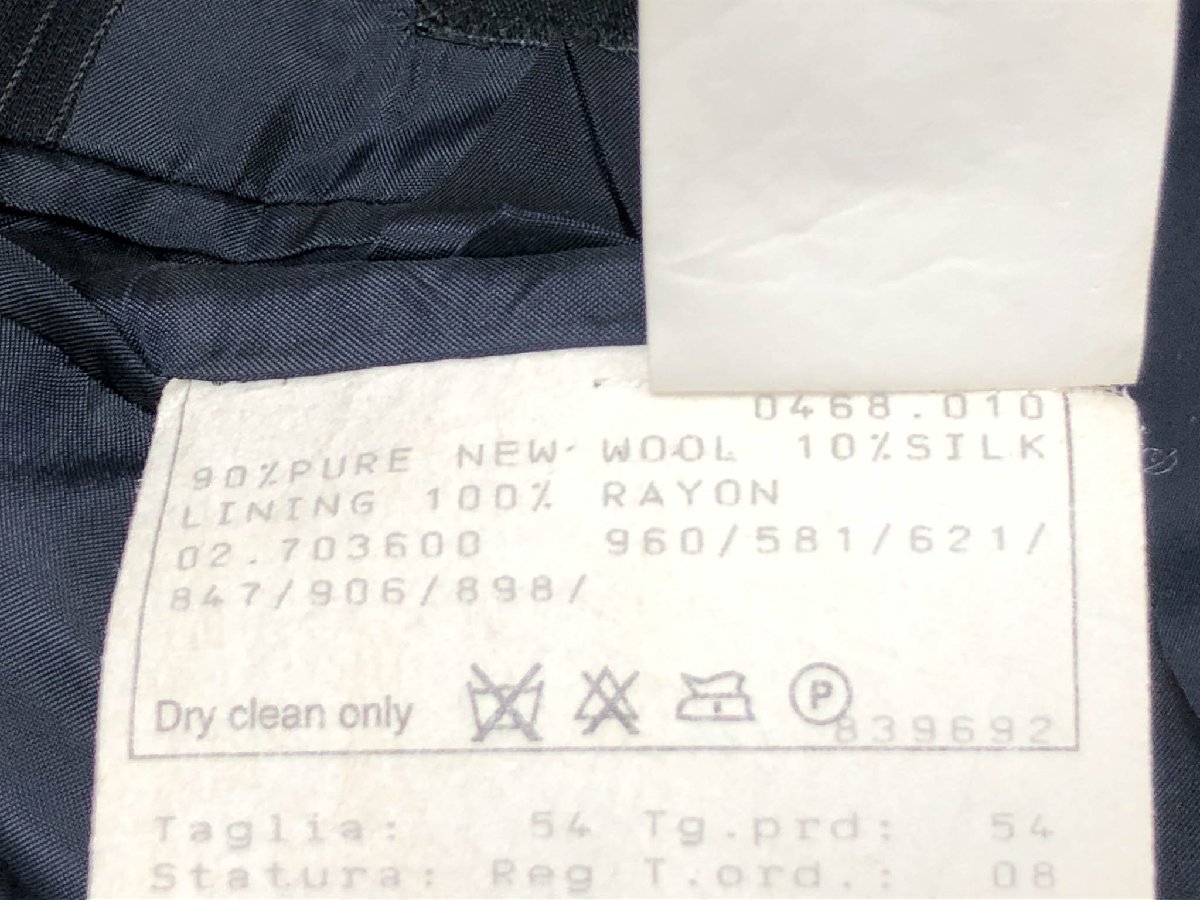 0468.010
90%PURE NEW WOOL 10%SILK
LINING 100% RAYON
02.703600 960/581/621/
847/906/898/
Dry clean only P
839692
Taglia: 54 Tg.prd: 54
Statura: Reg T.ord.: 08